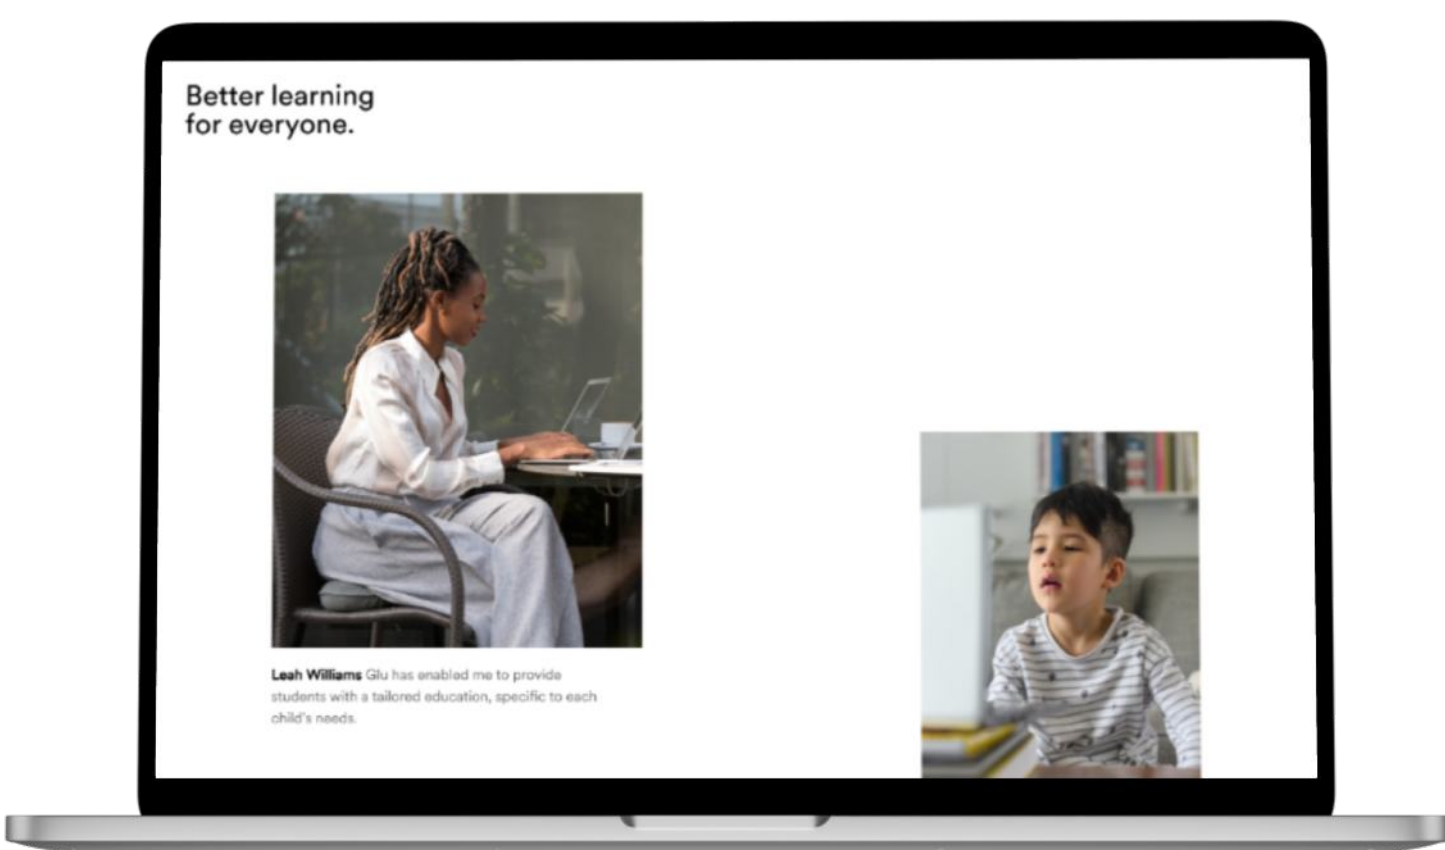 Better learning
for everyone.
Leah Williams Glu has enabled me to provide
students with a tailored education, specific to each
child's needs.